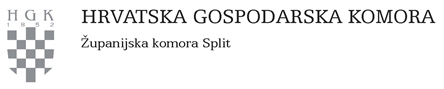 HGK
1852
HRVATSKA GOSPODARSKA KOMORA
Županijska komora Split